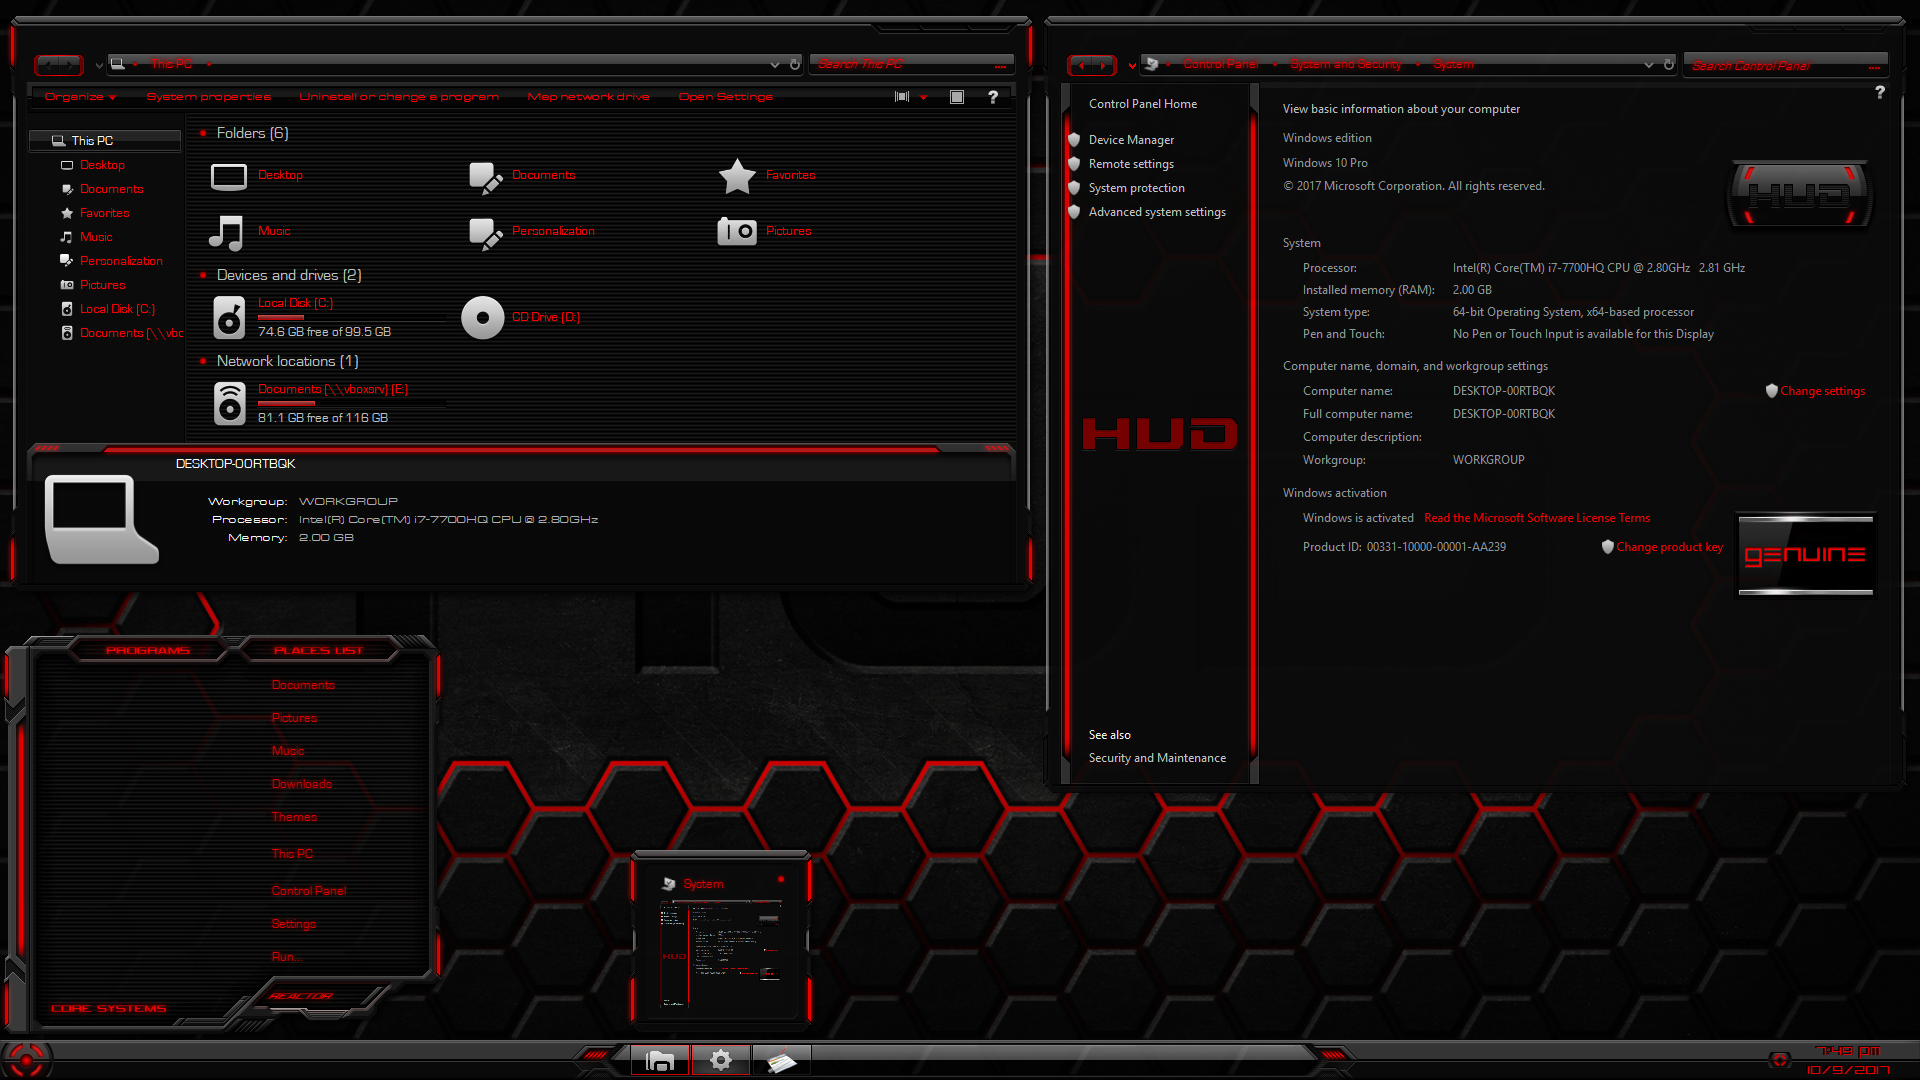 This PC
Search This PC
Organize
System properties
Uninstall or change a program
Map network drive
Open Settings
?
This PC
Desktop
Documents
Favorites
Music
Personalization
Pictures
Local Disk (C:)
Documents (\\vbo
Folders (6)
Desktop
Documents
Favorites
Music
Personalization
Pictures
Devices and drives (2)
Local Disk (C:)
74.6 GB free of 99.5 GB
CD Drive (D:)
Network locations (1)
Documents (\\vboxsrv) (E:)
81.1 GB free of 116 GB
DESKTOP-00RTBQK
Workgroup: WORKGROUP
Processor: Intel(R) Core(TM) i7-7700HQ CPU @ 2.80GHz
Memory: 2.00 GB
Control Panel
System and Security
System
Search Control Panel
?
Control Panel Home
Device Manager
Remote settings
System protection
Advanced system settings
HUD
See also
Security and Maintenance
View basic information about your computer
Windows edition
Windows 10 Pro
© 2017 Microsoft Corporation. All rights reserved.
HUD
System
Processor: Intel(R) Core(TM) i7-7700HQ CPU @ 2.80GHz 2.81 GHz
Installed memory (RAM): 2.00 GB
System type: 64-bit Operating System, x64-based processor
Pen and Touch: No Pen or Touch Input is available for this Display
Computer name, domain, and workgroup settings
Computer name: DESKTOP-00RTBQK
Change settings
Full computer name: DESKTOP-00RTBQK
Computer description:
Workgroup: WORKGROUP
Windows activation
Windows is activated Read the Microsoft Software License Terms
Product ID: 00331-10000-00001-AA239
Change product key
genuine
PROGRAMS
PLACES LIST
Documents
Pictures
Music
Downloads
Themes
This PC
Control Panel
Settings
Run...
CORE SYSTEMS
REACTOR
System
HUD
7:49 PM
10/9/2017